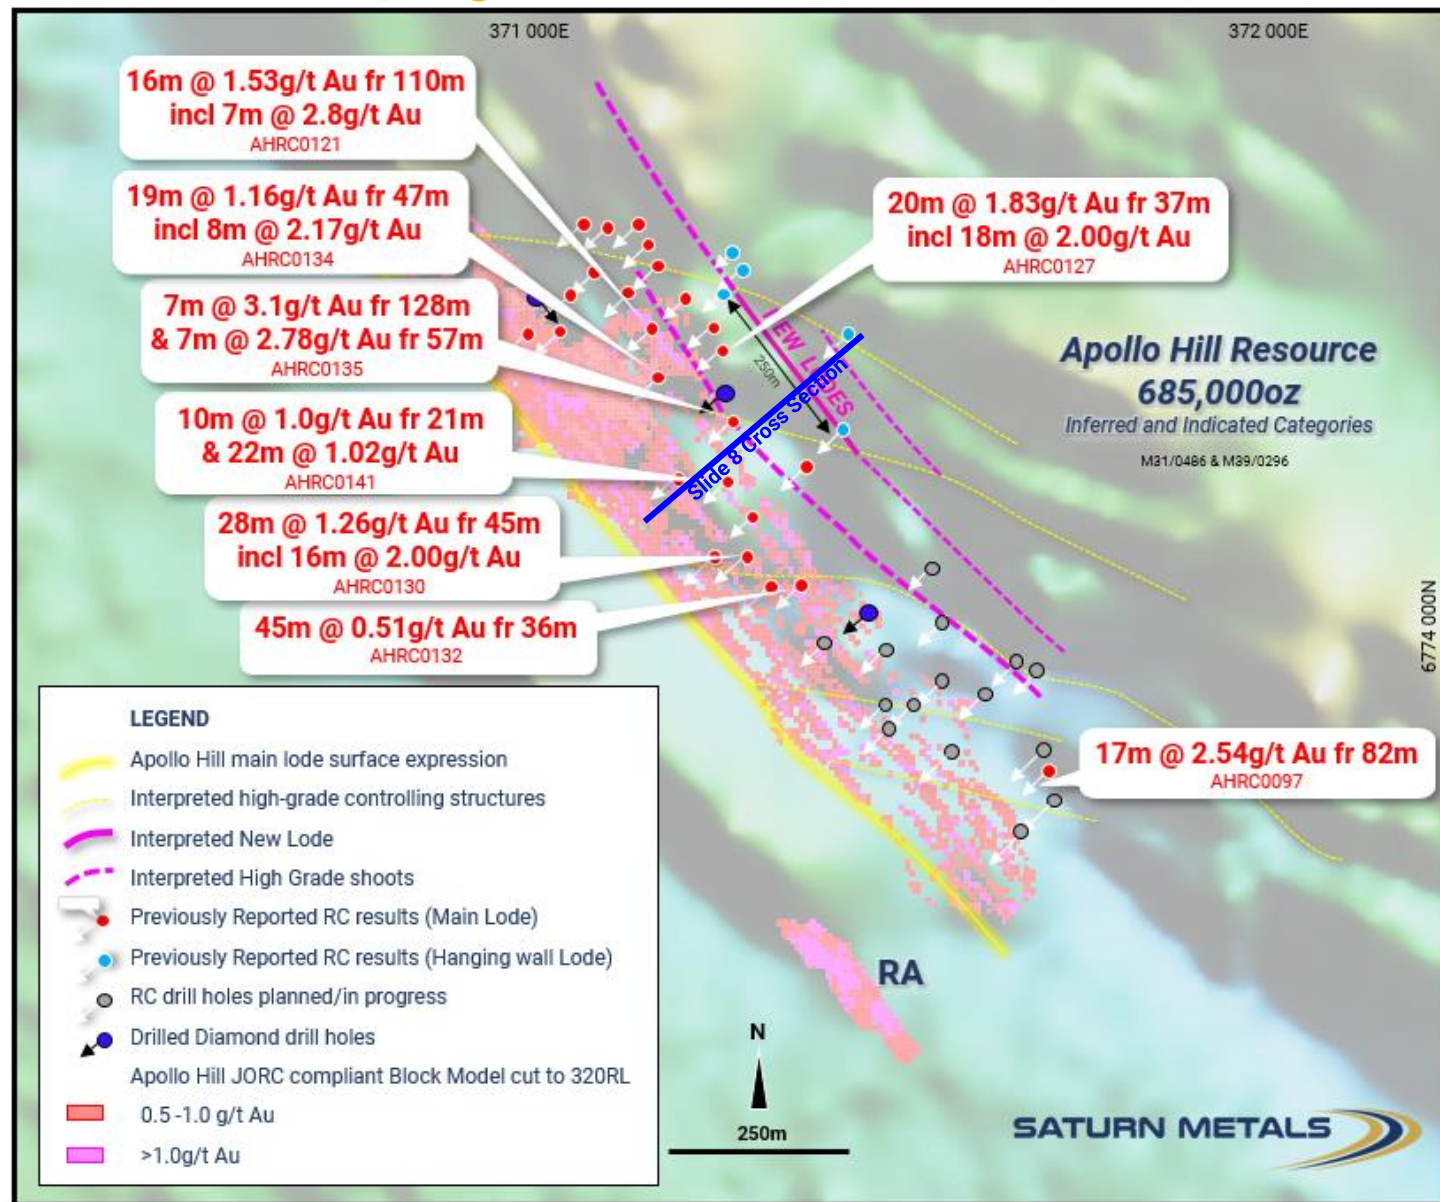 371 000E
372 000E
16m @ 1.53g/t Au fr 110m
incl 7m @ 2.8g/t Au
AHRC0121
19m @ 1.16g/t Au fr 47m
incl 8m @ 2.17g/t Au
AHRC0134
20m @ 1.83g/t Au fr 37m
incl 18m @ 2.00g/t Au
AHRC0127
7m @ 3.1g/t Au fr 128m
& 7m @ 2.78g/t Au fr 57m
AHRC0135
10m @ 1.0g/t Au fr 21m
& 22m @ 1.02g/t Au
AHRC0141
28m @ 1.26g/t Au fr 45m
incl 16m @ 2.00g/t Au
AHRC0130
45m @ 0.51g/t Au fr 36m
AHRC0132
250m
Slide 8 Cross Section
Apollo Hill Resource
685,000oz
Inferred and Indicated Categories
M31/0486 & M39/0296
6774 000N
17m @ 2.54g/t Au fr 82m
AHRC0097
LEGEND
Apollo Hill main lode surface expression
Interpreted high-grade controlling structures
Interpreted New Lode
Interpreted High Grade shoots
Previously Reported RC results (Main Lode)
Previously Reported RC results (Hanging wall Lode)
RC drill holes planned/in progress
Drilled Diamond drill holes
Apollo Hill JORC compliant Block Model cut to 320RL
0.5 -1.0 g/t Au
>1.0g/t Au
RA
N
250m
SATURN METALS